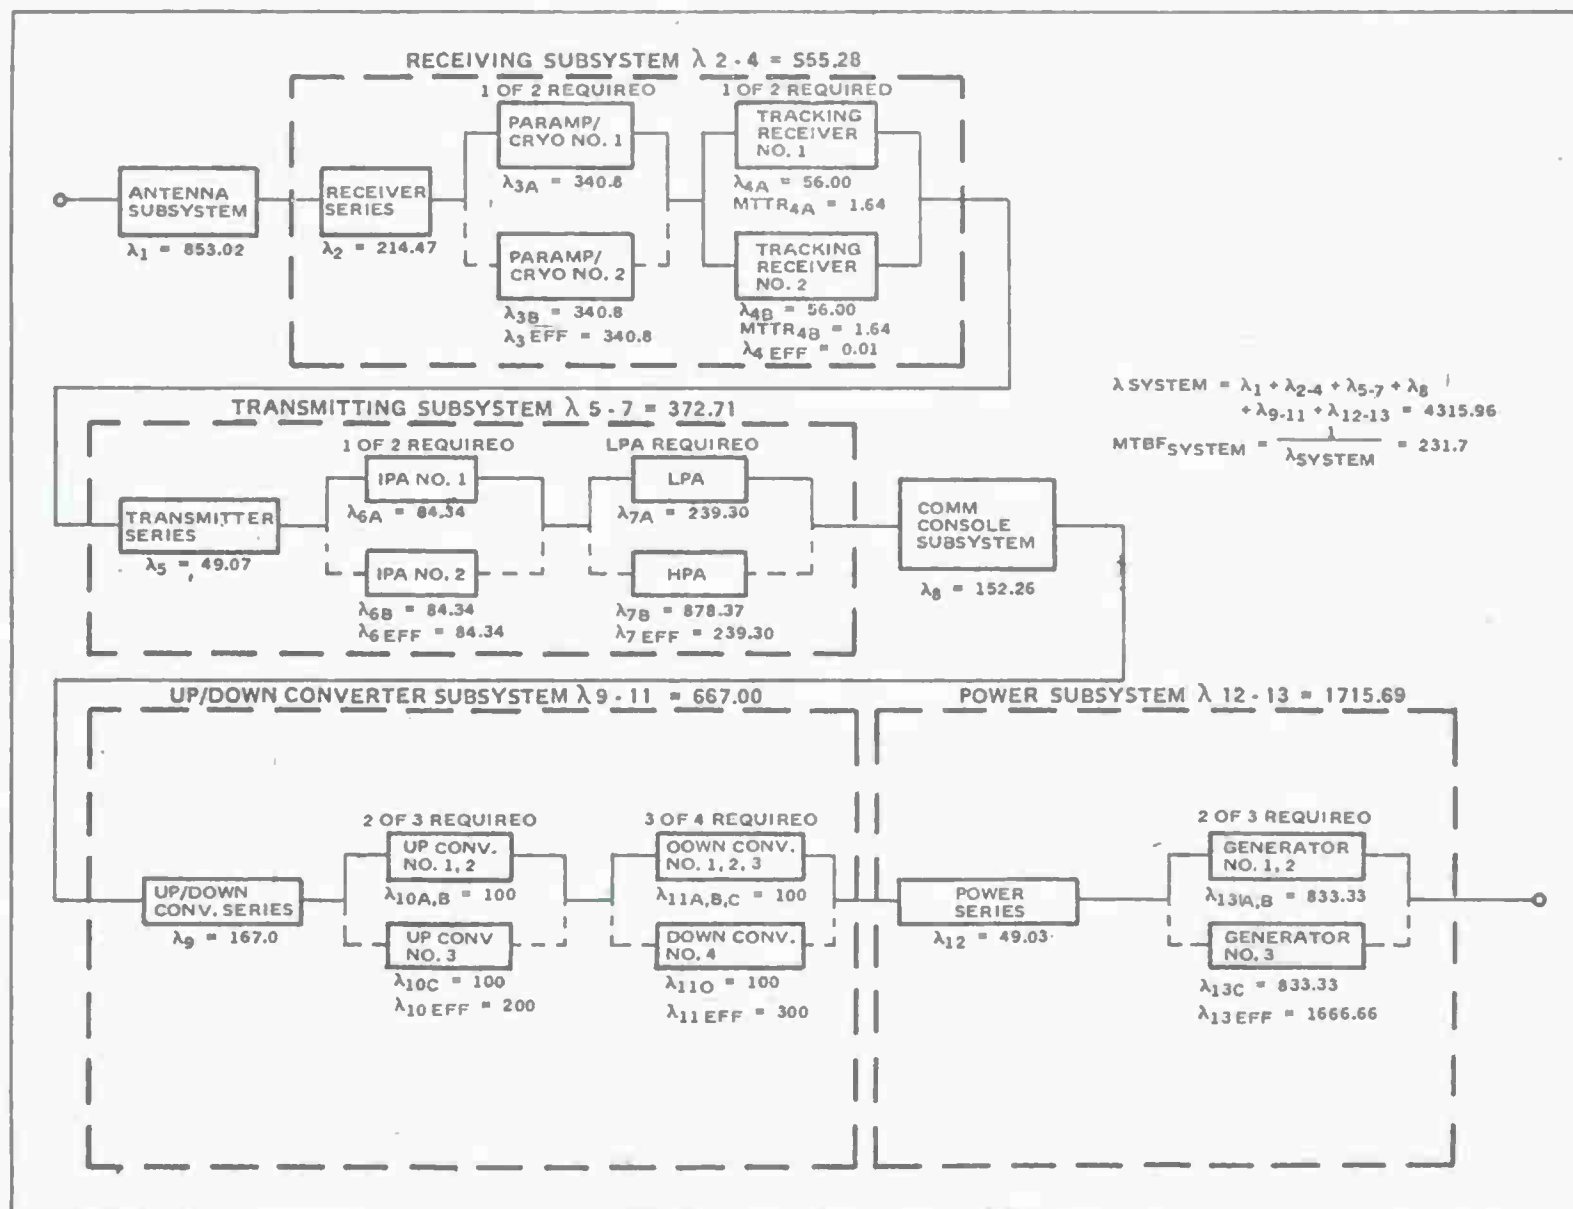 RECEIVING SUBSYSTEM λ 2 - 4 = 555.28
1 OF 2 REQUIRED
PARAMP/
CRYO NO. 1
λ3A = 340.8
PARAMP/
CRYO NO. 2
λ3B = 340.8
λ3 EFF = 340.8
1 OF 2 REQUIRED
TRACKING
RECEIVER
NO. 1
λ4A = 56.00
MTTR4A = 1.64
TRACKING
RECEIVER
NO. 2
λ4B = 56.00
MTTR4B = 1.64
λ4 EFF = 0.01
ANTENNA
SUBSYSTEM
λ1 = 853.02
RECEIVER
SERIES
λ2 = 214.47
λ SYSTEM = λ1 + λ2-4 + λ5-7 + λ8
+ λ9-11 + λ12-13 = 4315.96
MTBF SYSTEM = 1 / λSYSTEM = 231.7
TRANSMITTING SUBSYSTEM λ 5 - 7 = 372.71
1 OF 2 REQUIRED
IPA NO. 1
λ6A = 84.34
IPA NO. 2
λ6B = 84.34
λ6 EFF = 84.34
LPA REQUIRED
LPA
λ7A = 239.30
HPA
λ7B = 878.37
λ7 EFF = 239.30
TRANSMITTER
SERIES
λ5 = 49.07
COMM
CONSOLE
SUBSYSTEM
λ8 = 152.26
UP/DOWN CONVERTER SUBSYSTEM λ 9 - 11 = 667.00
2 OF 3 REQUIRED
UP CONV.
NO. 1, 2
λ10A,B = 100
UP CONV
NO. 3
λ10C = 100
λ10 EFF = 200
3 OF 4 REQUIRED
DOWN CONV.
NO. 1, 2, 3
λ11A,B,C = 100
DOWN CONV.
NO. 4
λ11D = 100
λ11 EFF = 300
UP/DOWN
CONV. SERIES
λ9 = 167.0
POWER SUBSYSTEM λ 12 - 13 = 1715.69
POWER
SERIES
λ12 = 49.03
2 OF 3 REQUIRED
GENERATOR
NO. 1, 2
λ13A,B = 833.33
GENERATOR
NO. 3
λ13C = 833.33
λ13 EFF = 1666.66